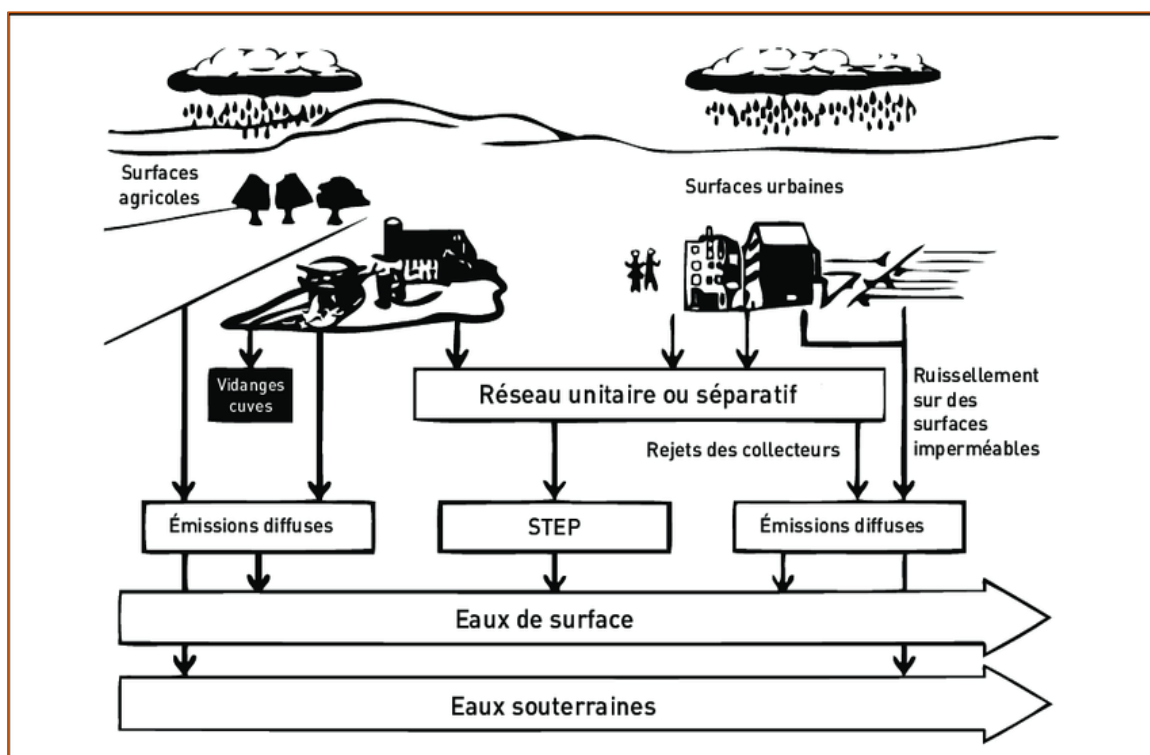 Surfaces
agricoles
Surfaces urbaines
Vidanges
cuves
Réseau unitaire ou séparatif
Ruissellement
sur des
surfaces
imperméables
Rejets des collecteurs
Émissions diffuses
STEP
Émissions diffuses
Eaux de surface
Eaux souterraines